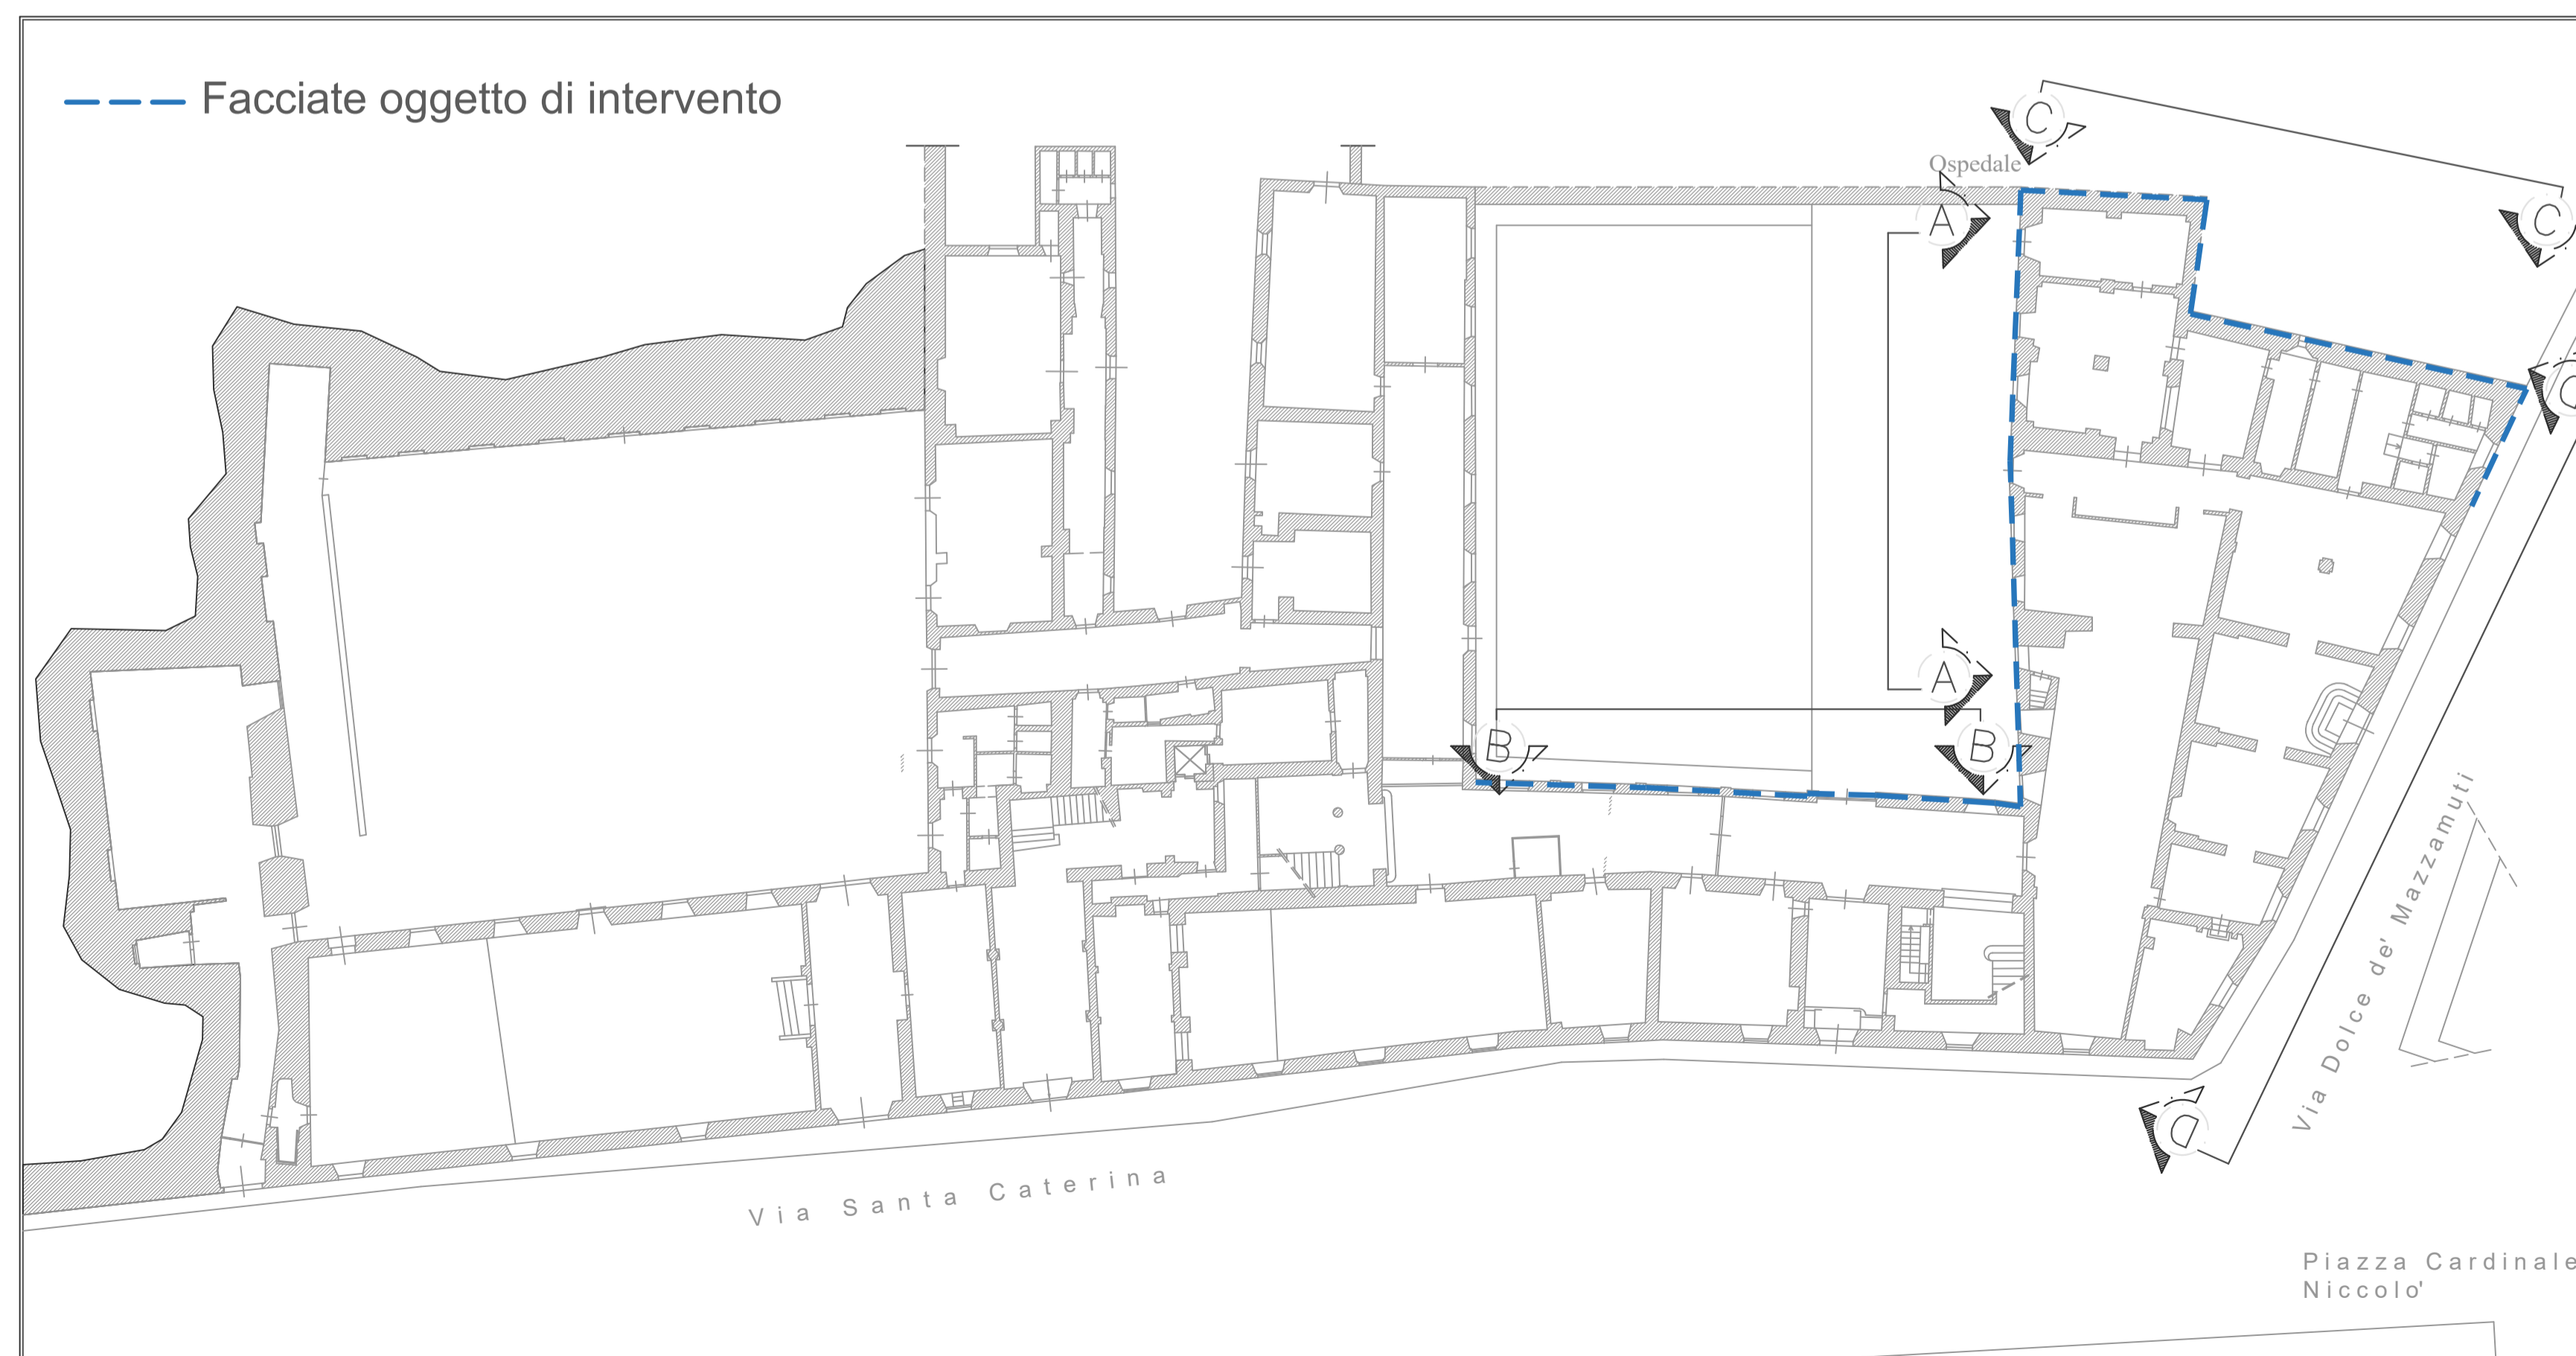 Facciate oggetto di intervento
C
Ospedale
C
A
C
A
B
B
Via Dolce de' Mazzamuti
D
Via Santa Caterina
Piazza Cardinale
Niccolo'